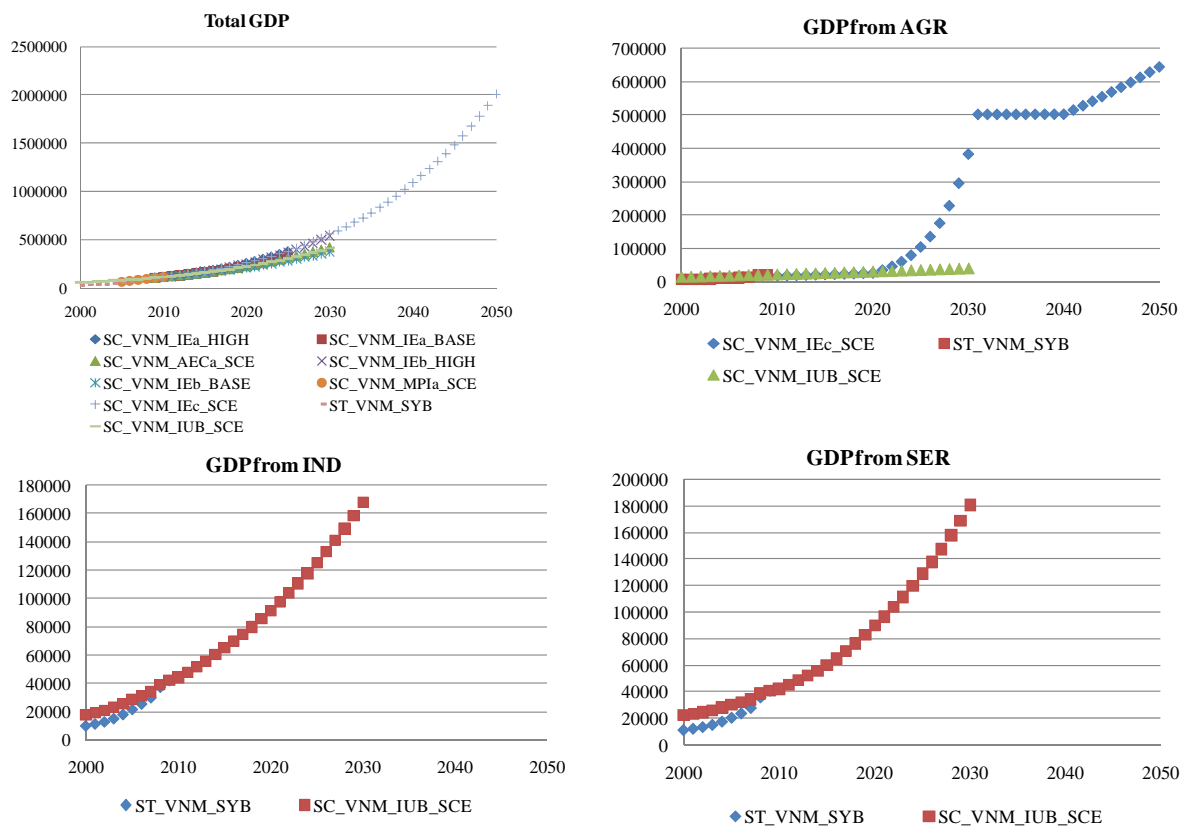 Total GDP
2500000
2000000
1500000
1000000
500000
0
2000 2010 2020 2030 2040 2050
SC_VNM_IEa_HIGH SC_VNM_IEa_BASE
SC_VNM_AECa_SCE SC_VNM_IEb_HIGH
SC_VNM_IEb_BASE SC_VNM_MPIa_SCE
SC_VNM_IEc_SCE ST_VNM_SYB
SC_VNM_IUB_SCE
GDPfrom AGR
700000
600000
500000
400000
300000
200000
100000
0
2000 2010 2020 2030 2040 2050
SC_VNM_IEc_SCE ST_VNM_SYB
SC_VNM_IUB_SCE
GDPfrom IND
180000
160000
140000
120000
100000
80000
60000
40000
20000
0
2000 2010 2020 2030 2040 2050
ST_VNM_SYB SC_VNM_IUB_SCE
GDPfrom SER
200000
180000
160000
140000
120000
100000
80000
60000
40000
20000
0
2000 2010 2020 2030 2040 2050
ST_VNM_SYB SC_VNM_IUB_SCE